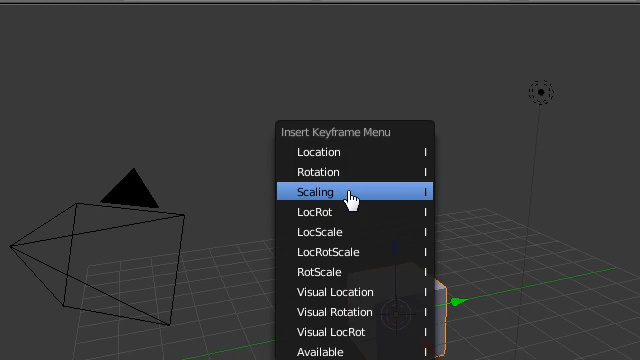 Insert Keyframe Menu
Location I
Rotation I
Scaling I
LocRot I
LocScale I
LocRotScale I
RotScale I
Visual Location I
Visual Rotation I
Visual LocRot I
Available I